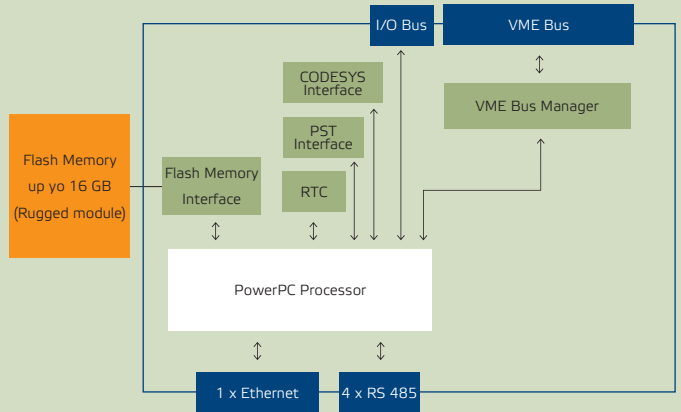 I/O Bus
VME Bus
CODESYS
Interface
VME Bus Manager
PST
Interface
Flash Memory
up yo 16 GB
(Rugged module)
Flash Memory
Interface
RTC
PowerPC Processor
1 x Ethernet
4 x RS 485